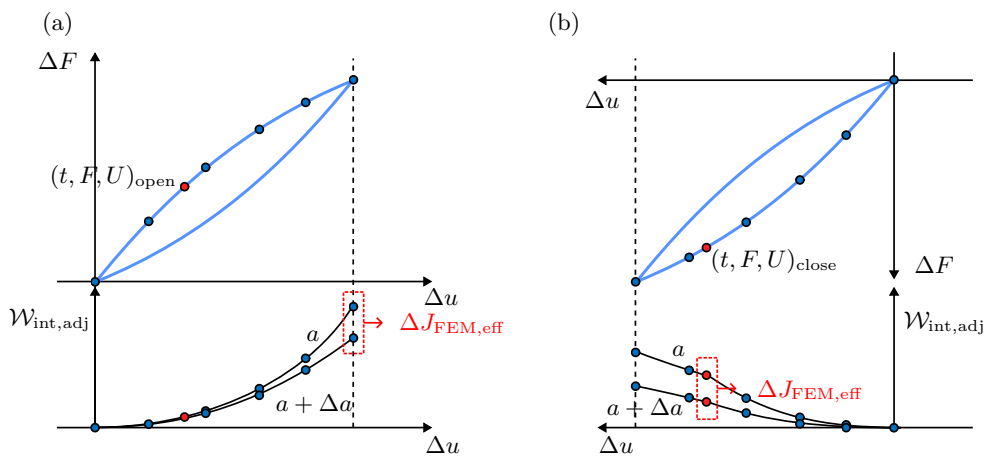 (a)
ΔF
(t, F, U)open
Δu
𝒲int,adj
a
ΔJFEM,eff
a + Δa
Δu
(b)
Δu
(t, F, U)close
ΔF
𝒲int,adj
a
ΔJFEM,eff
a + Δa
Δu